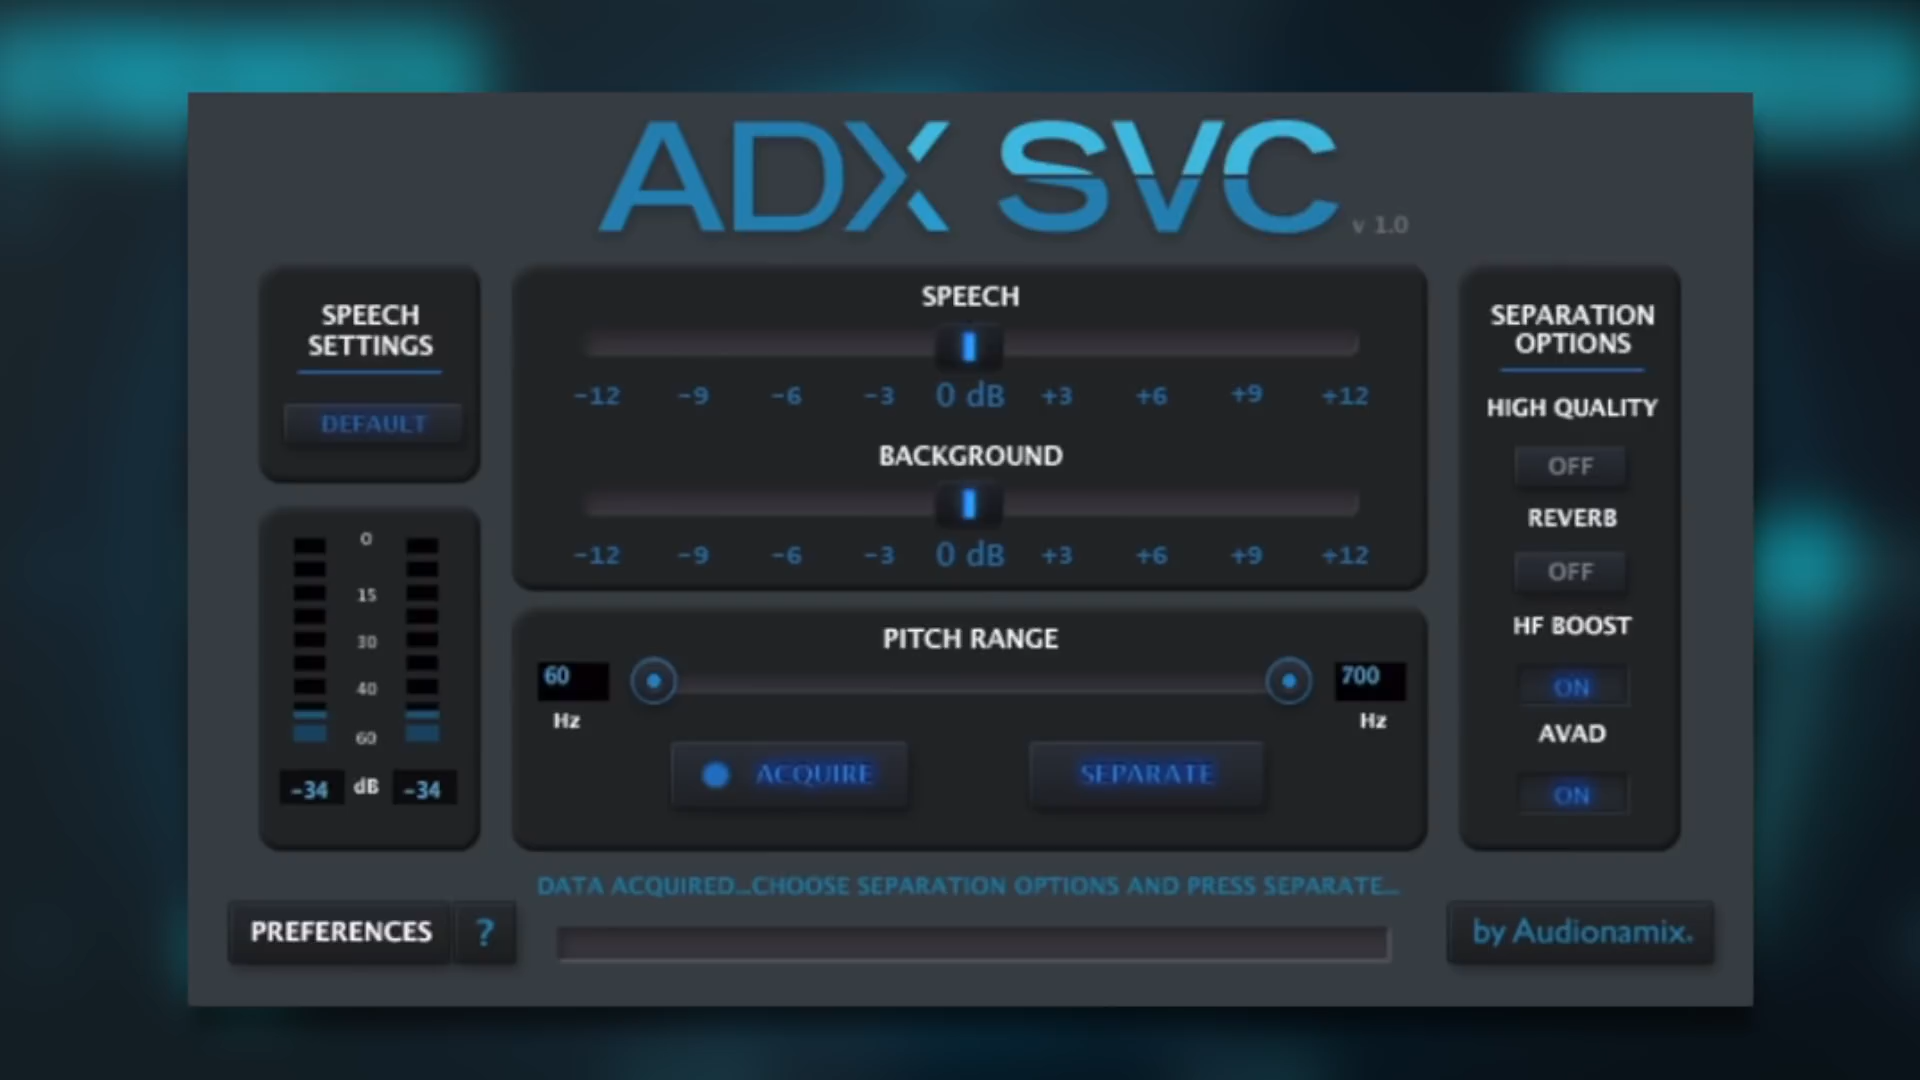 ADX SVC
v 1.0
SPEECH
SETTINGS
DEFAULT
SPEECH
-12 -9 -6 -3 0 dB +3 +6 +9 +12
BACKGROUND
-12 -9 -6 -3 0 dB +3 +6 +9 +12
SEPARATION
OPTIONS
HIGH QUALITY
OFF
REVERB
OFF
HF BOOST
ON
AVAD
ON
0
15
30
40
60
-34 dB -34
PITCH RANGE
60 700
Hz Hz
ACQUIRE SEPARATE
DATA ACQUIRED...CHOOSE SEPARATION OPTIONS AND PRESS SEPARATE...
PREFERENCES ?
by Audionamix.